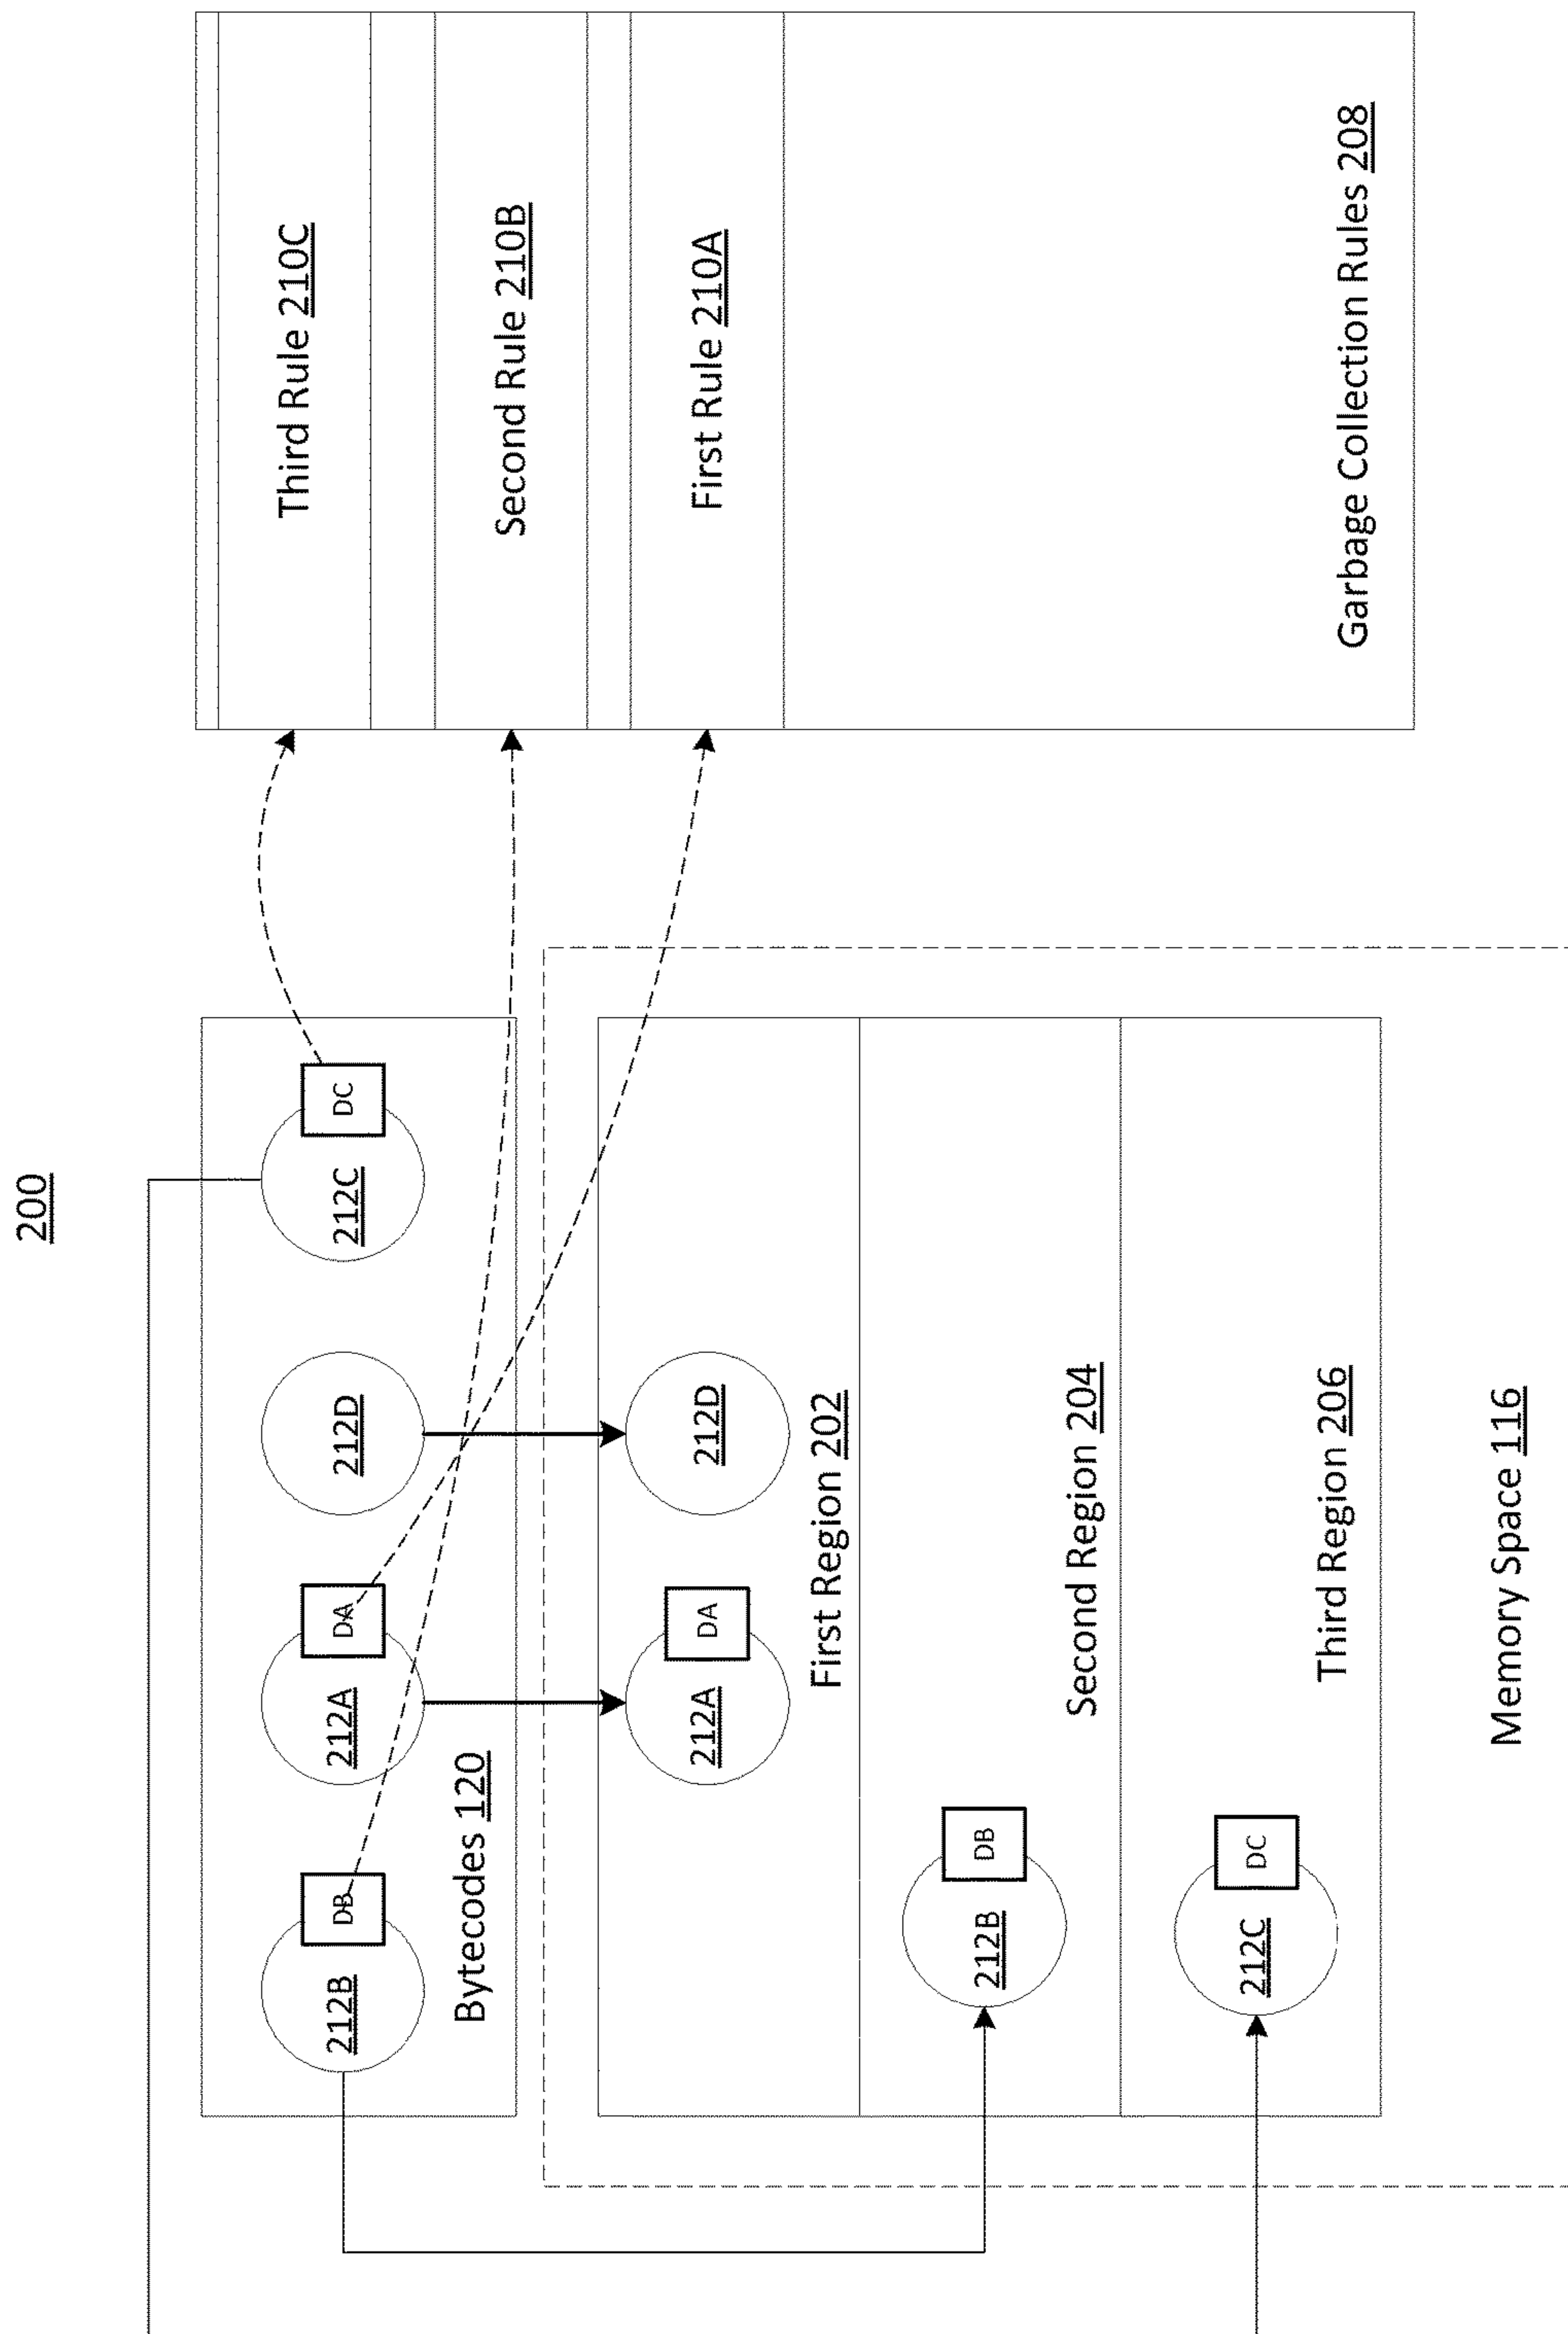 200
212B
DB
212A
DA
212D
212C
DC
Bytecodes 120
212A
DA
212D
First Region 202
212B
DB
Second Region 204
212C
DC
Third Region 206
Memory Space 116
Third Rule 210C
Second Rule 210B
First Rule 210A
Garbage Collection Rules 208